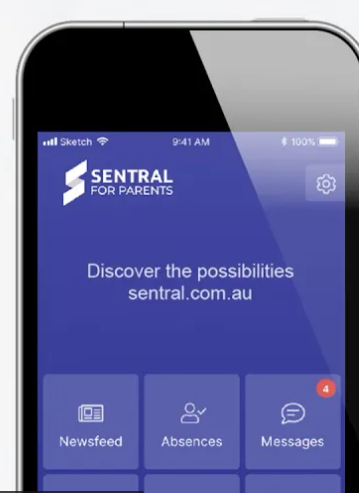 Sketch 9:41 AM 100%
SENTRAL
FOR PARENTS
Discover the possibilities
sentral.com.au
4
Newsfeed Absences Messages